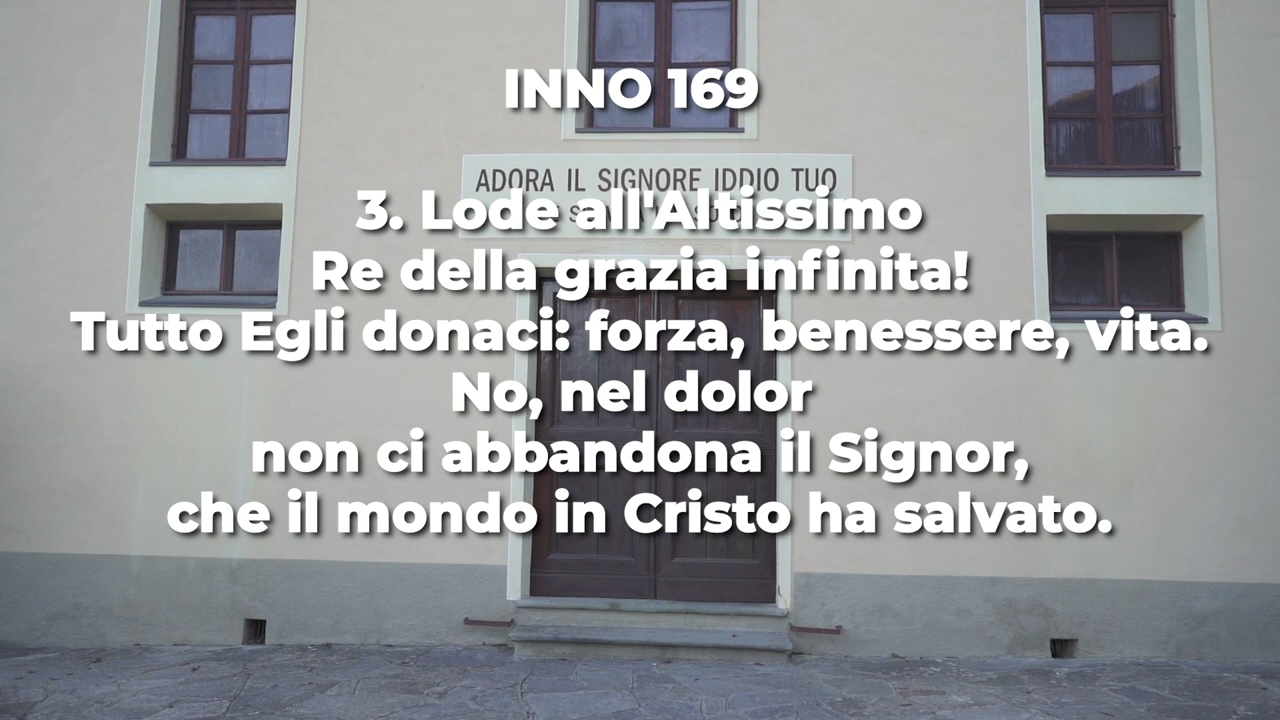 INNO 169
ADORA IL SIGNORE IDDIO TUO
3. Lode all'Altissimo
Re della grazia infinita!
Tutto Egli donaci: forza, benessere, vita.
No, nel dolor
non ci abbandona il Signor,
che il mondo in Cristo ha salvato.